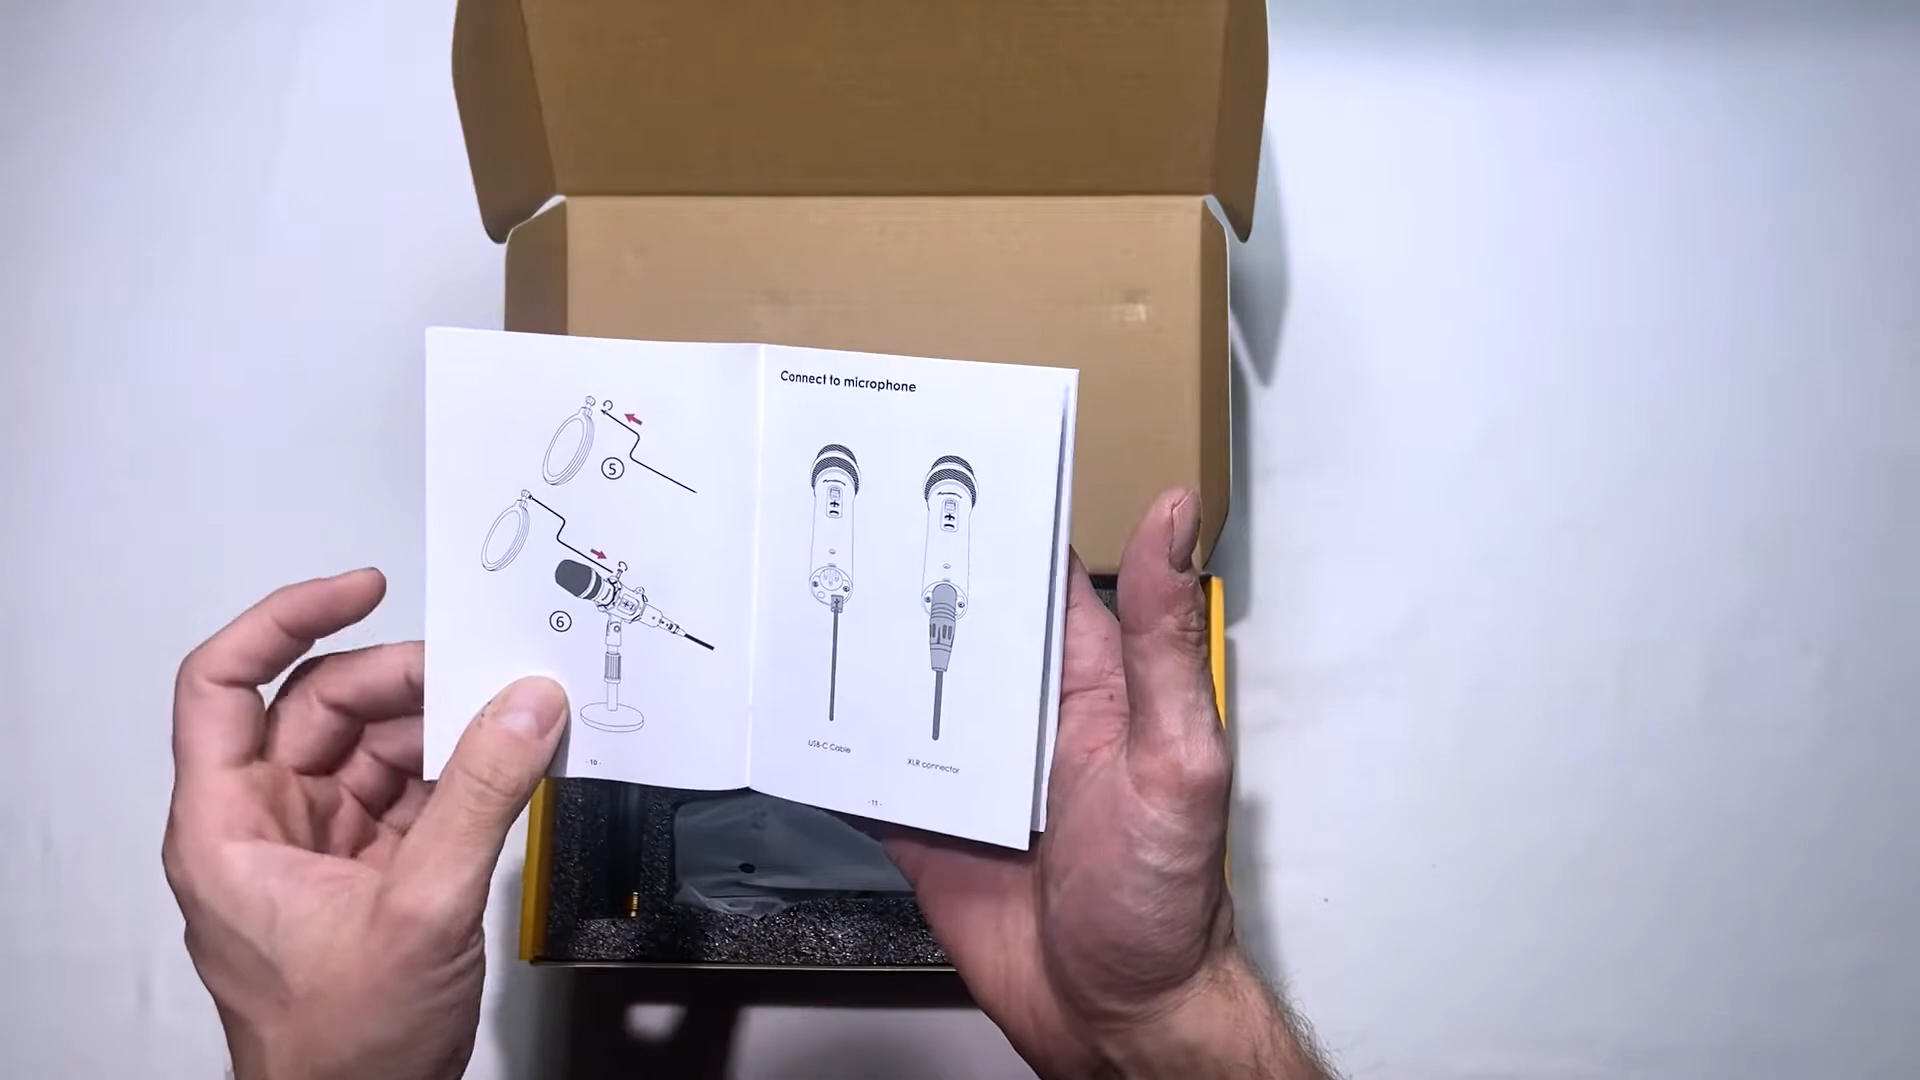 5
6
- 10 -
Connect to microphone
USB-C Cable
XLR connector
- 11 -